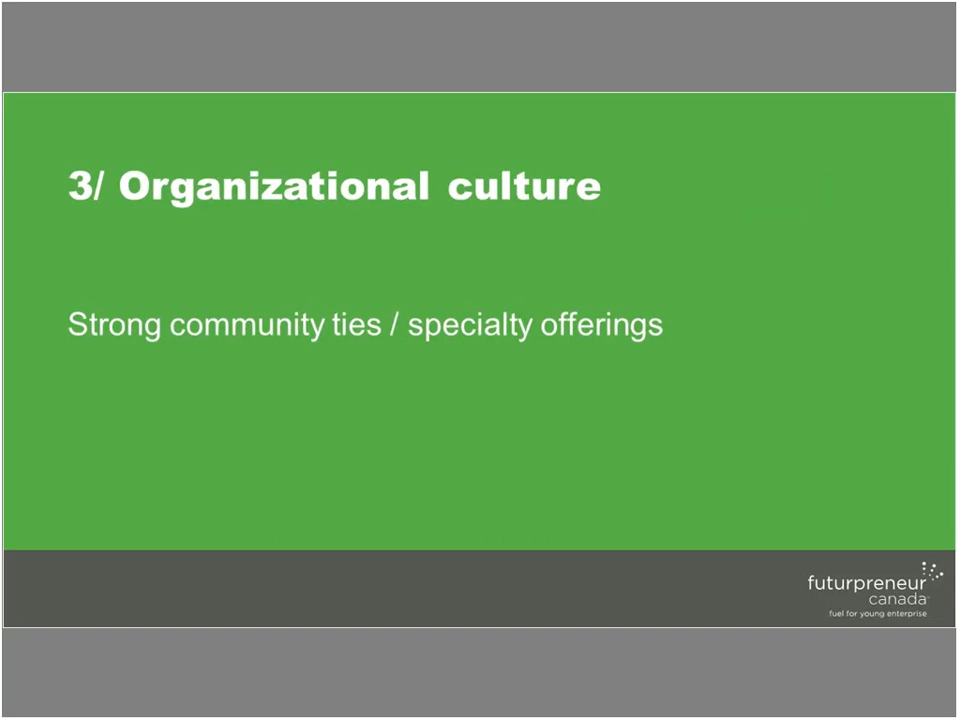 3/ Organizational culture
Strong community ties / specialty offerings
futurpreneur
canada
fuel for young enterprise